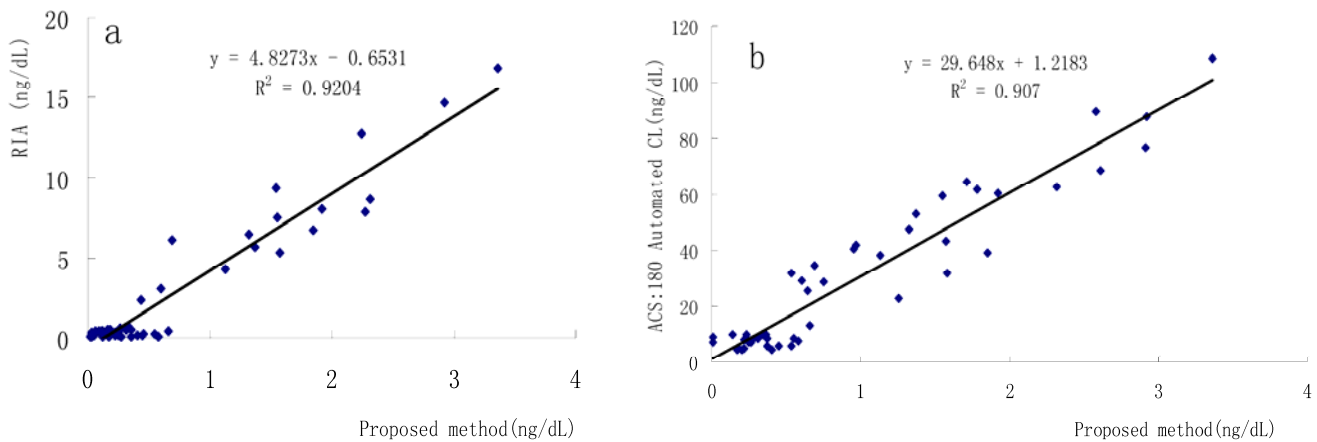 a
y = 4.8273x − 0.6531
R² = 0.9204
RIA (ng/dL)
20
15
10
5
0
0 1 2 3 4
Proposed method(ng/dL)
b
y = 29.648x + 1.2183
R² = 0.907
ACS:180 Automated CL(ng/dL)
120
100
80
60
40
20
0
0 1 2 3 4
Proposed method(ng/dL)